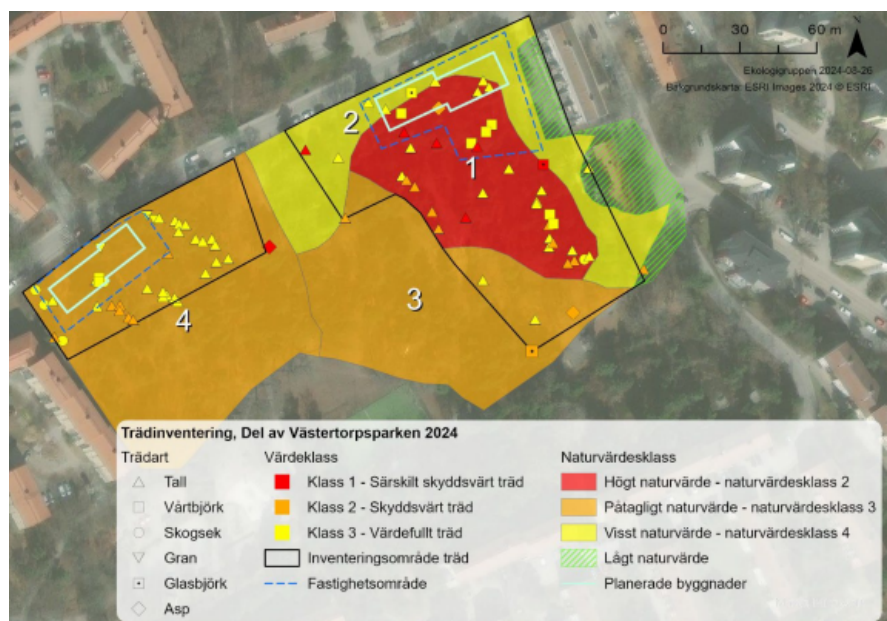 0 30 60 m
Ekologigruppen 2024-08-26
Bakgrundskarta: ESRI Images 2024 © ESRI
2
1
3
4
Trädinventering, Del av Västertorpsparken 2024
Trädart Värdeklass Naturvärdesklass
Tall Klass 1 - Särskilt skyddsvärt träd Högt naturvärde - naturvärdesklass 2
Vårtbjörk Klass 2 - Skyddsvärt träd Påtagligt naturvärde - naturvärdesklass 3
Skogsek Klass 3 - Värdefullt träd Visst naturvärde - naturvärdesklass 4
Gran Inventeringsområde träd Lågt naturvärde
Glasbjörk Fastighetsområde Planerade byggnader
Asp